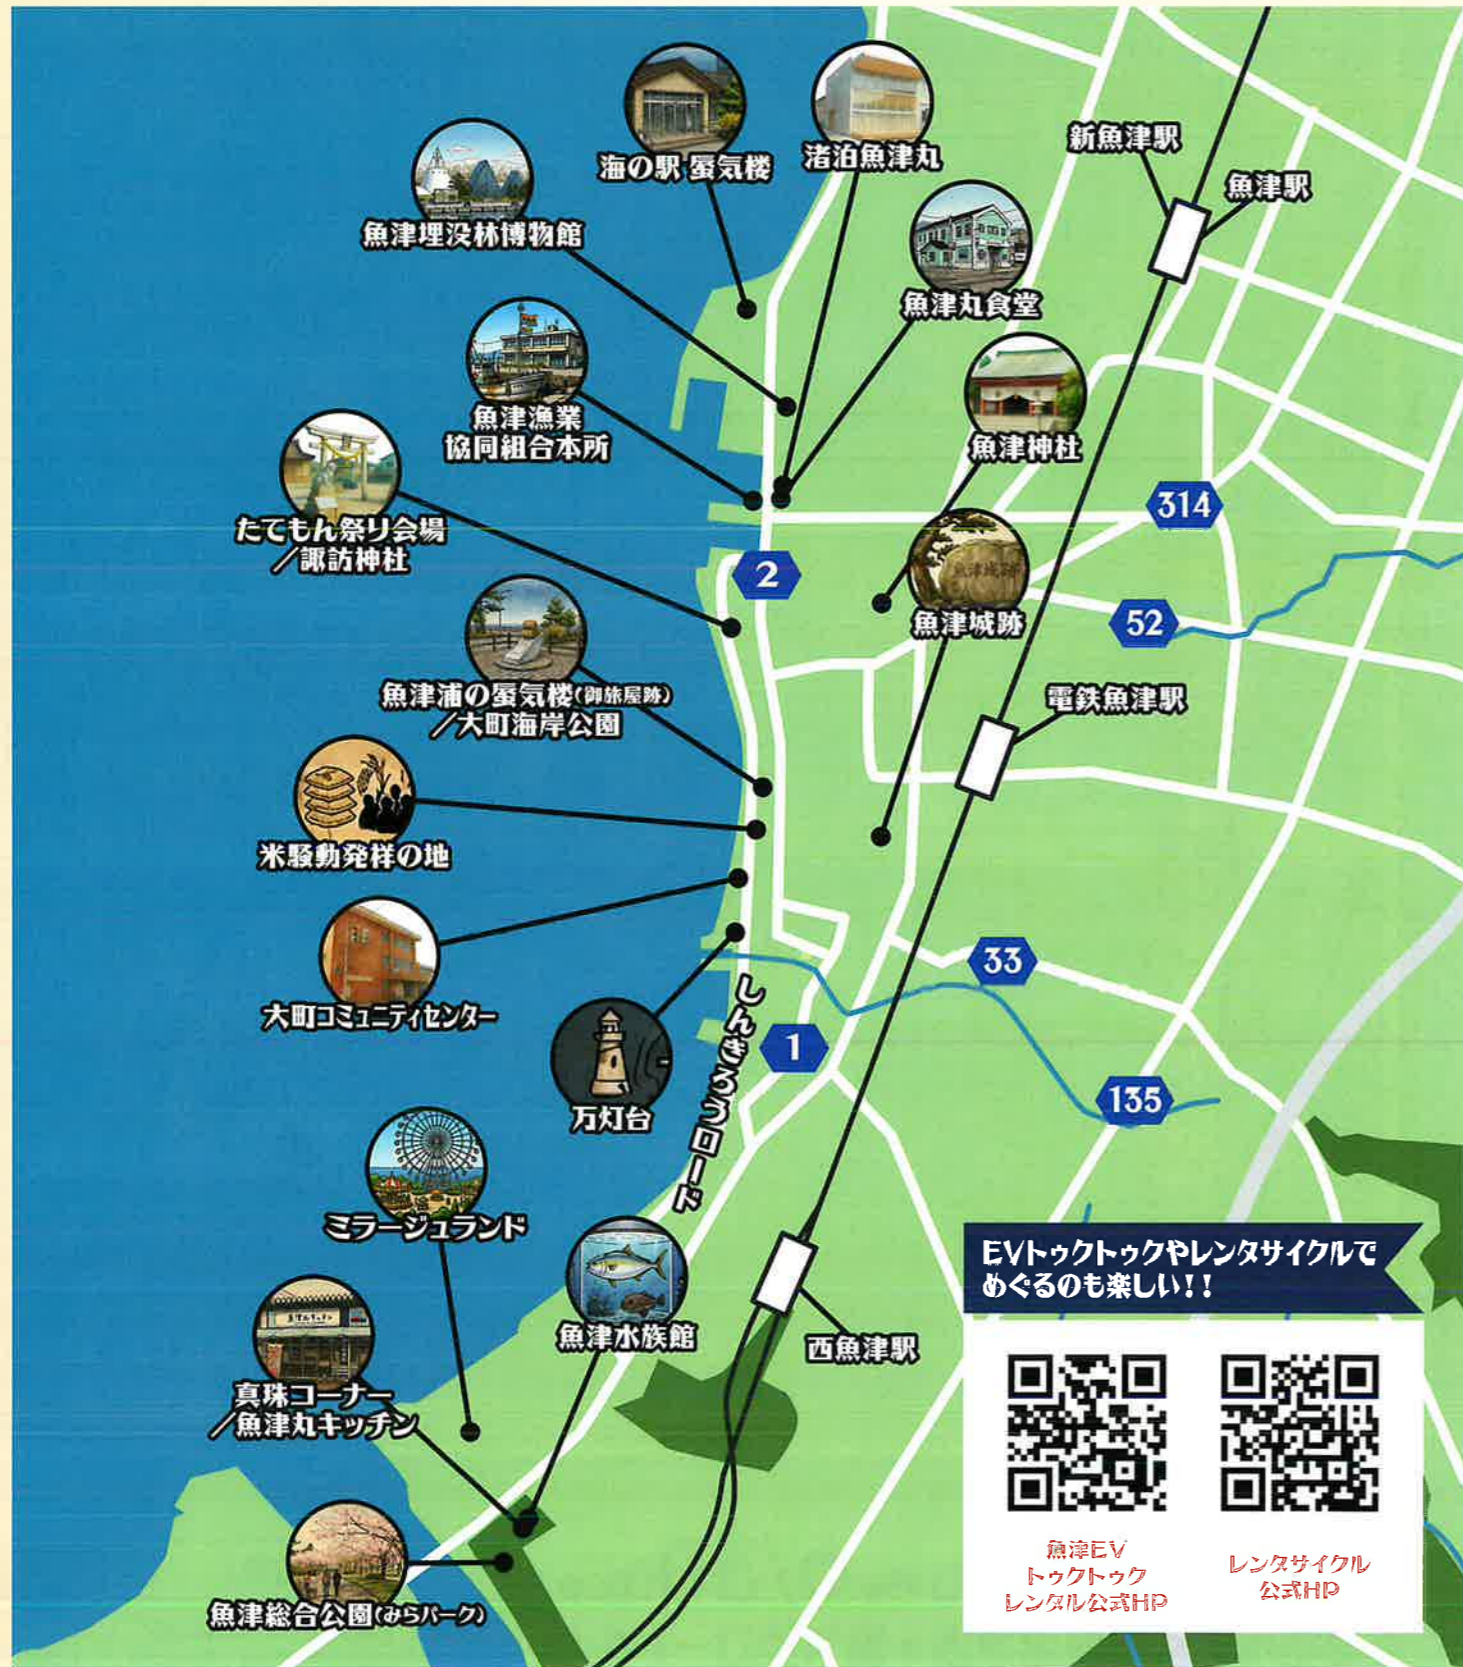 海の駅 蜃気楼
渚泊魚津丸
新魚津駅
魚津駅
魚津埋没林博物館
魚津丸食堂
魚津漁業
協同組合本所
魚津神社
314
たてもん祭り会場
／諏訪神社
2
魚津城跡
魚津城跡
52
魚津浦の蜃気楼(御旅屋跡)
／大町海岸公園
電鉄魚津駅
米騒動発祥の地
33
大町コミュニティセンター
しんきろうロード
1
135
万灯台
ミラージュランド
EVトゥクトゥクやレンタサイクルで
めぐるのも楽しい!!
魚津水族館
西魚津駅
真珠コーナー
／魚津丸キッチン
魚津EV
トゥクトゥク
レンタル公式HP
レンタサイクル
公式HP
魚津総合公園(みらパーク)